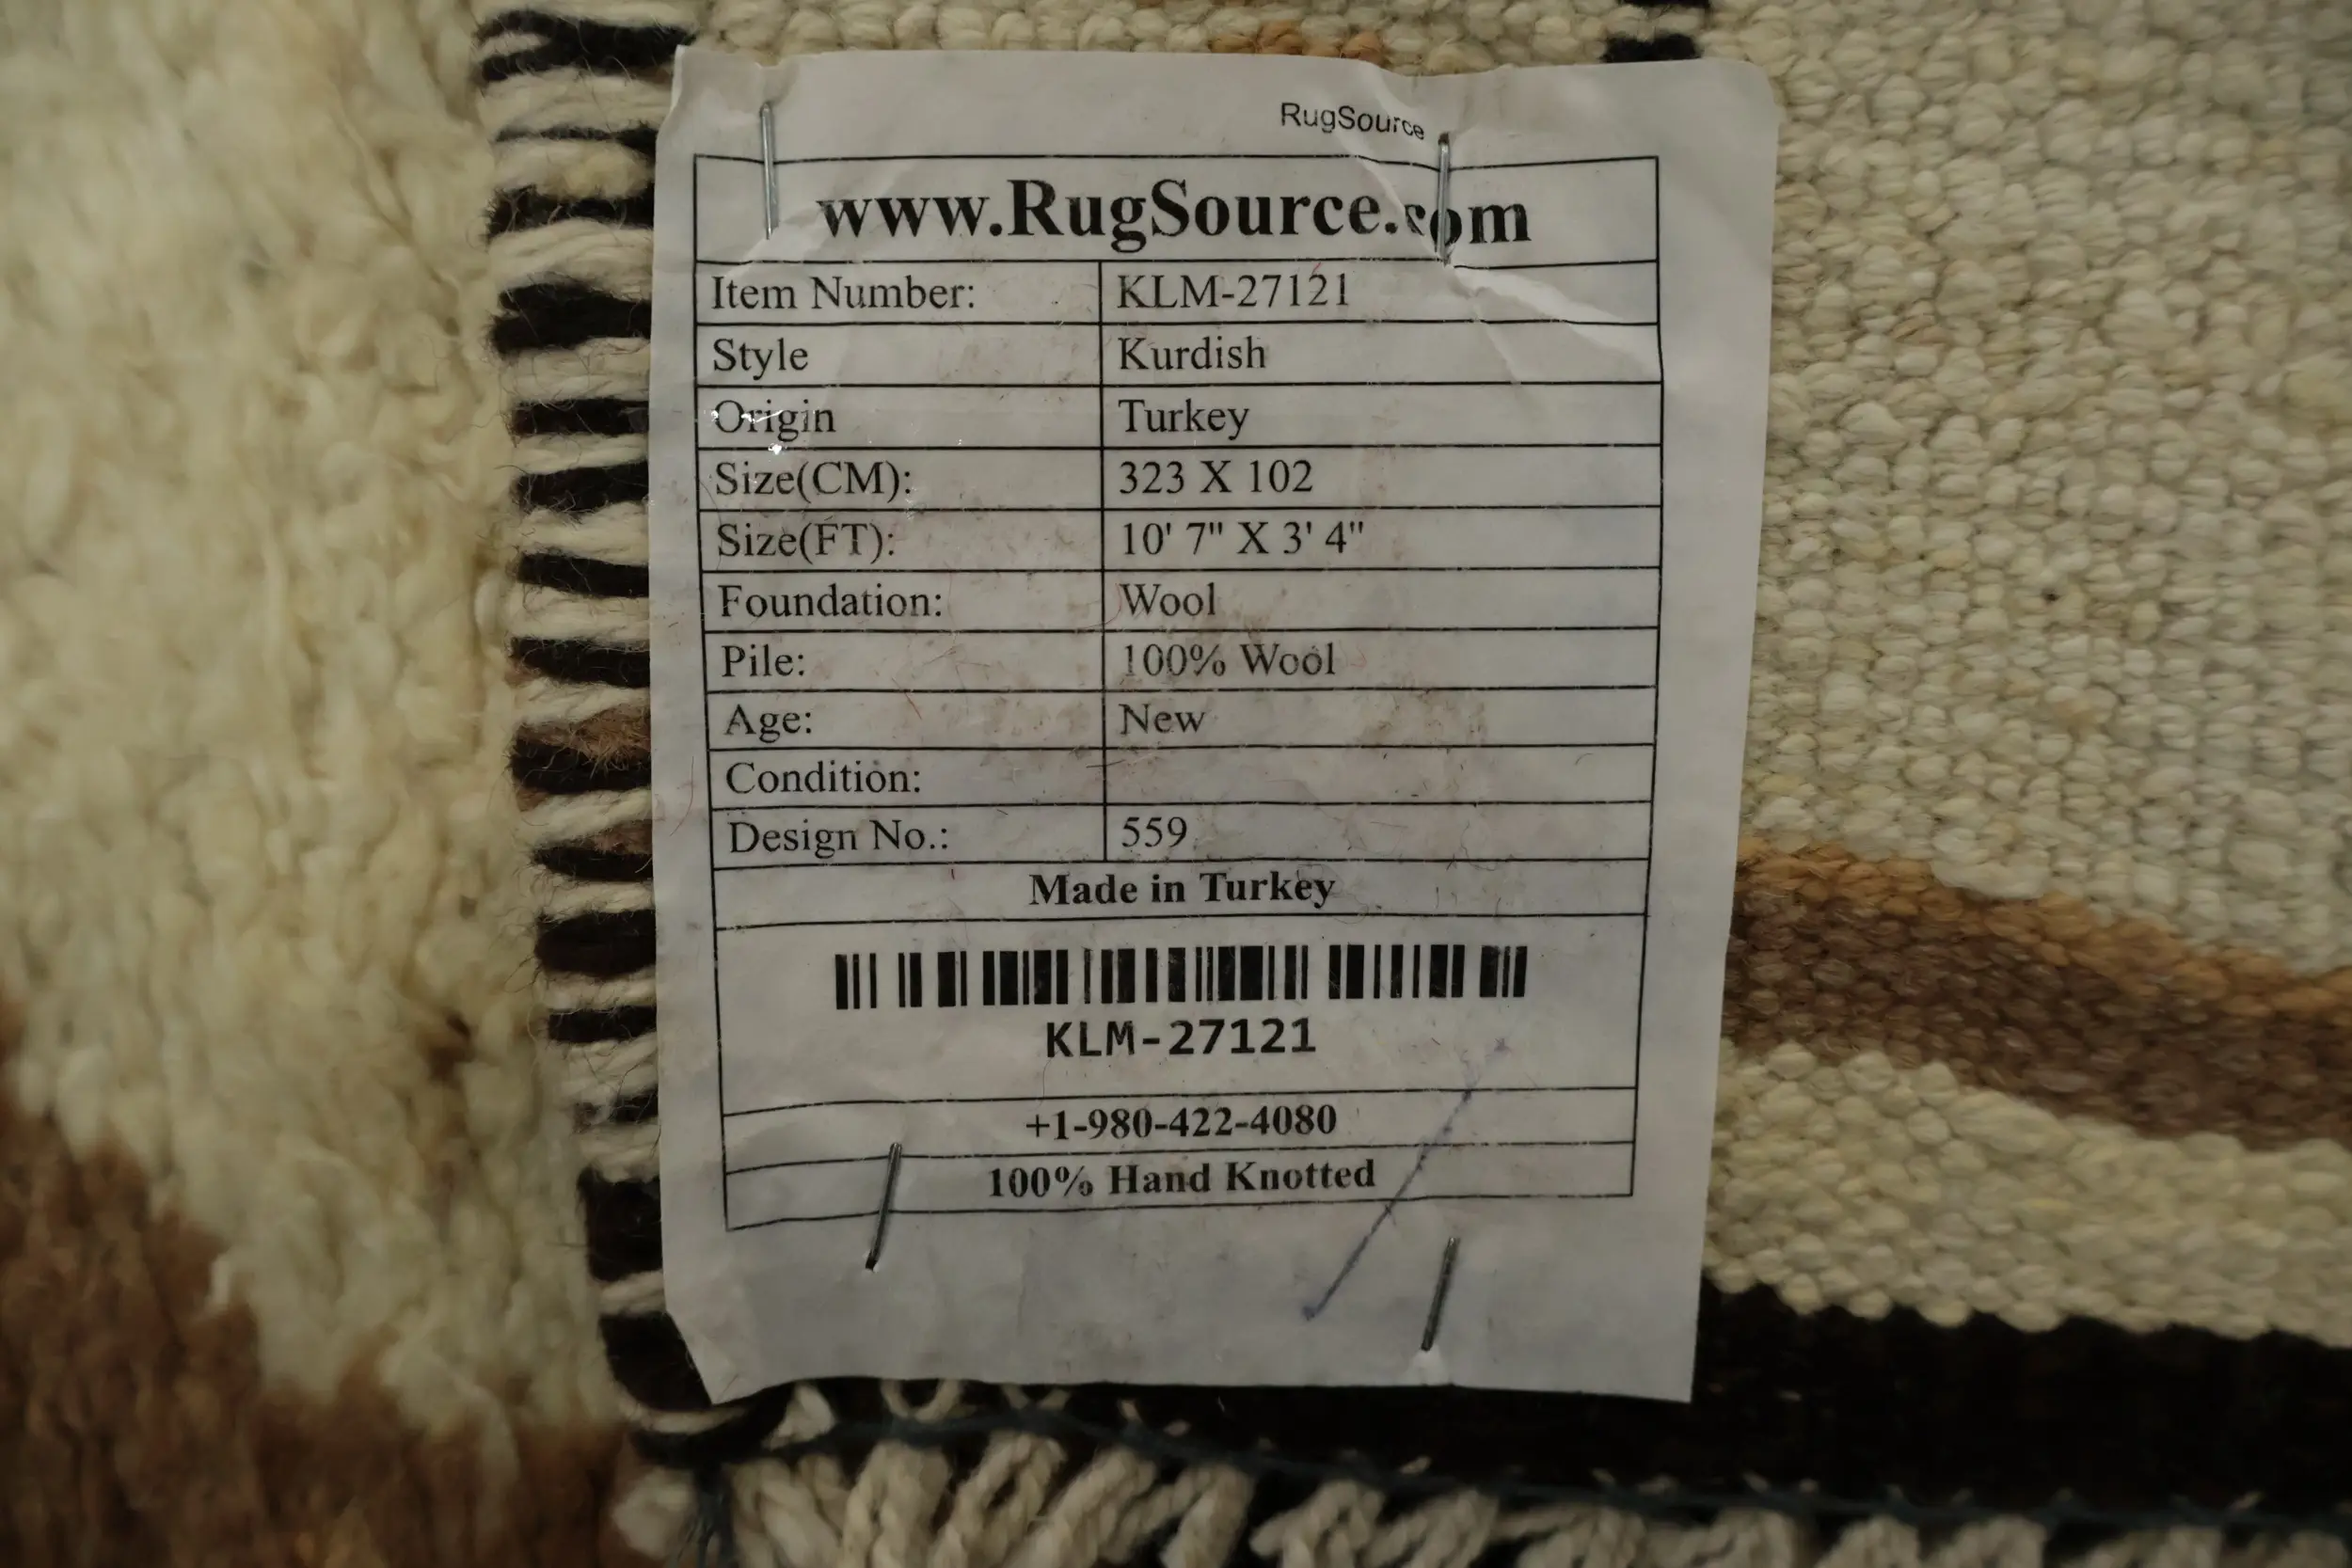 RugSource
www.RugSource.com
Item Number: KLM-27121
Style Kurdish
Origin Turkey
Size(CM): 323 X 102
Size(FT): 10' 7" X 3' 4"
Foundation: Wool
Pile: 100% Wool
Age: New
Condition:
Design No.: 559
Made in Turkey
KLM-27121
+1-980-422-4080
100% Hand Knotted